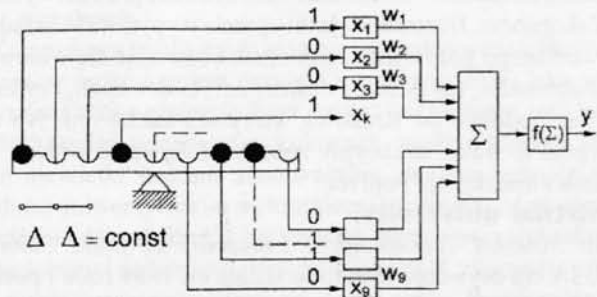 1 x₁ w₁
0 x₂ w₂
0 x₃ w₃
1 xₖ
Σ f(Σ) y
Δ Δ = const
0
1
1
0 x₉ w₉